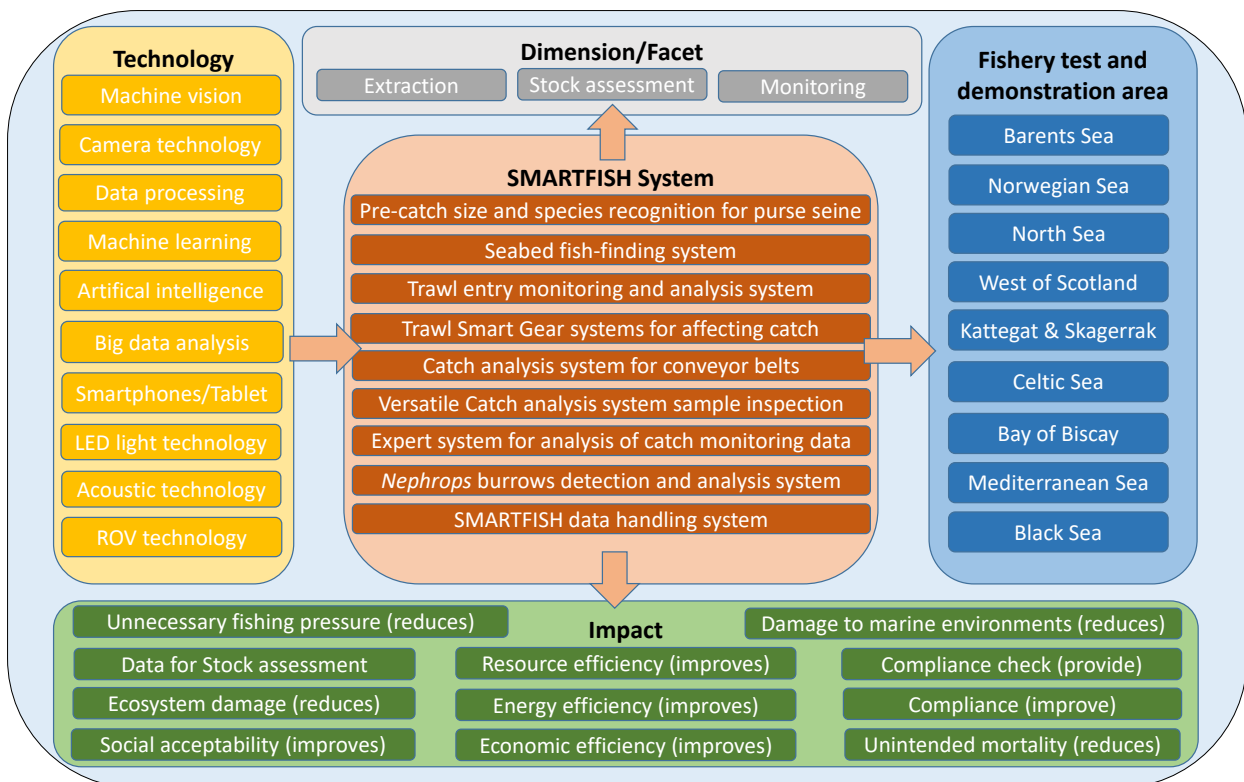 Technology
Machine vision
Camera technology
Data processing
Machine learning
Artifical intelligence
Big data analysis
Smartphones/Tablet
LED light technology
Acoustic technology
ROV technology
Dimension/Facet
Extraction
Stock assessment
Monitoring
SMARTFISH System
Pre-catch size and species recognition for purse seine
Seabed fish-finding system
Trawl entry monitoring and analysis system
Trawl Smart Gear systems for affecting catch
Catch analysis system for conveyor belts
Versatile Catch analysis system sample inspection
Expert system for analysis of catch monitoring data
Nephrops burrows detection and analysis system
SMARTFISH data handling system
Fishery test and
demonstration area
Barents Sea
Norwegian Sea
North Sea
West of Scotland
Kattegat & Skagerrak
Celtic Sea
Bay of Biscay
Mediterranean Sea
Black Sea
Impact
Unnecessary fishing pressure (reduces)
Damage to marine environments (reduces)
Data for Stock assessment
Resource efficiency (improves)
Compliance check (provide)
Ecosystem damage (reduces)
Energy efficiency (improves)
Compliance (improve)
Social acceptability (improves)
Economic efficiency (improves)
Unintended mortality (reduces)